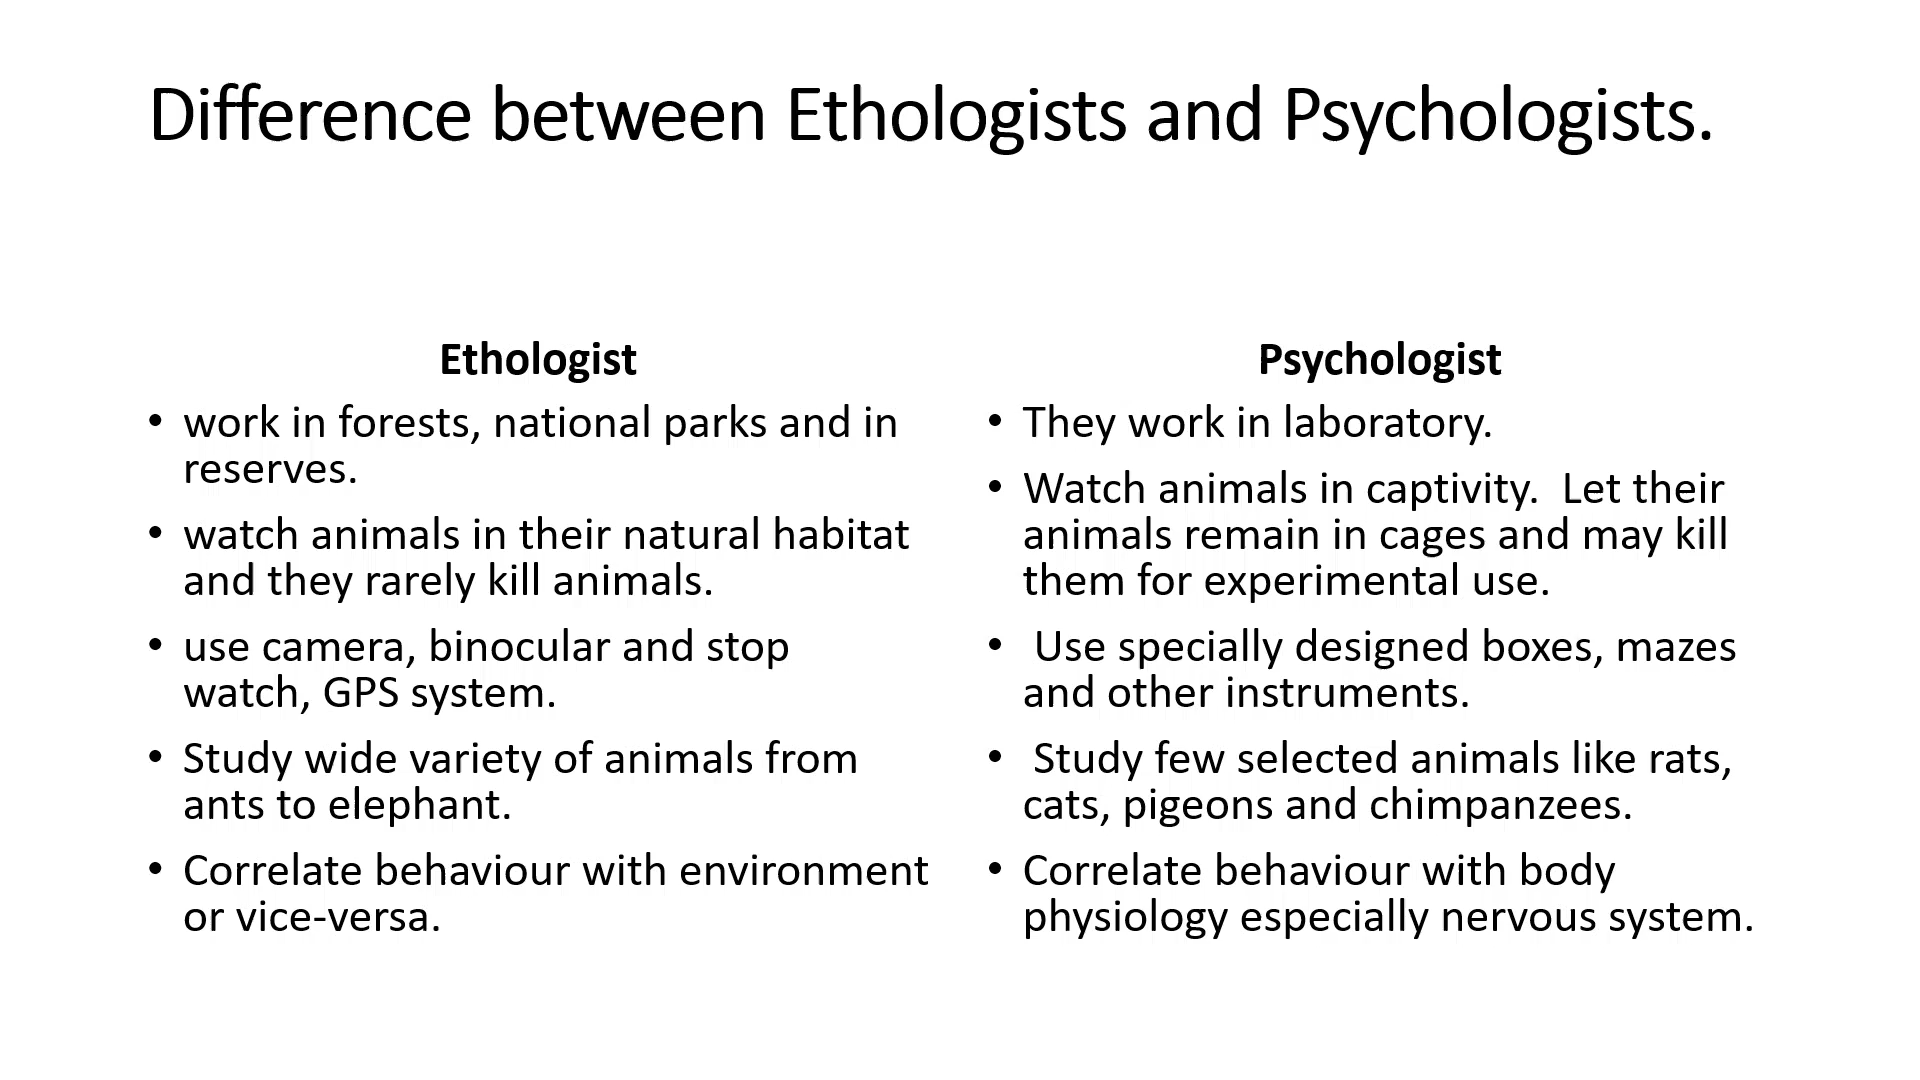 Difference between Ethologists and Psychologists.
Ethologist
• work in forests, national parks and in
reserves.
• watch animals in their natural habitat
and they rarely kill animals.
• use camera, binocular and stop
watch, GPS system.
• Study wide variety of animals from
ants to elephant.
• Correlate behaviour with environment
or vice-versa.
Psychologist
• They work in laboratory.
• Watch animals in captivity.  Let their
animals remain in cages and may kill
them for experimental use.
• Use specially designed boxes, mazes
and other instruments.
• Study few selected animals like rats,
cats, pigeons and chimpanzees.
• Correlate behaviour with body
physiology especially nervous system.